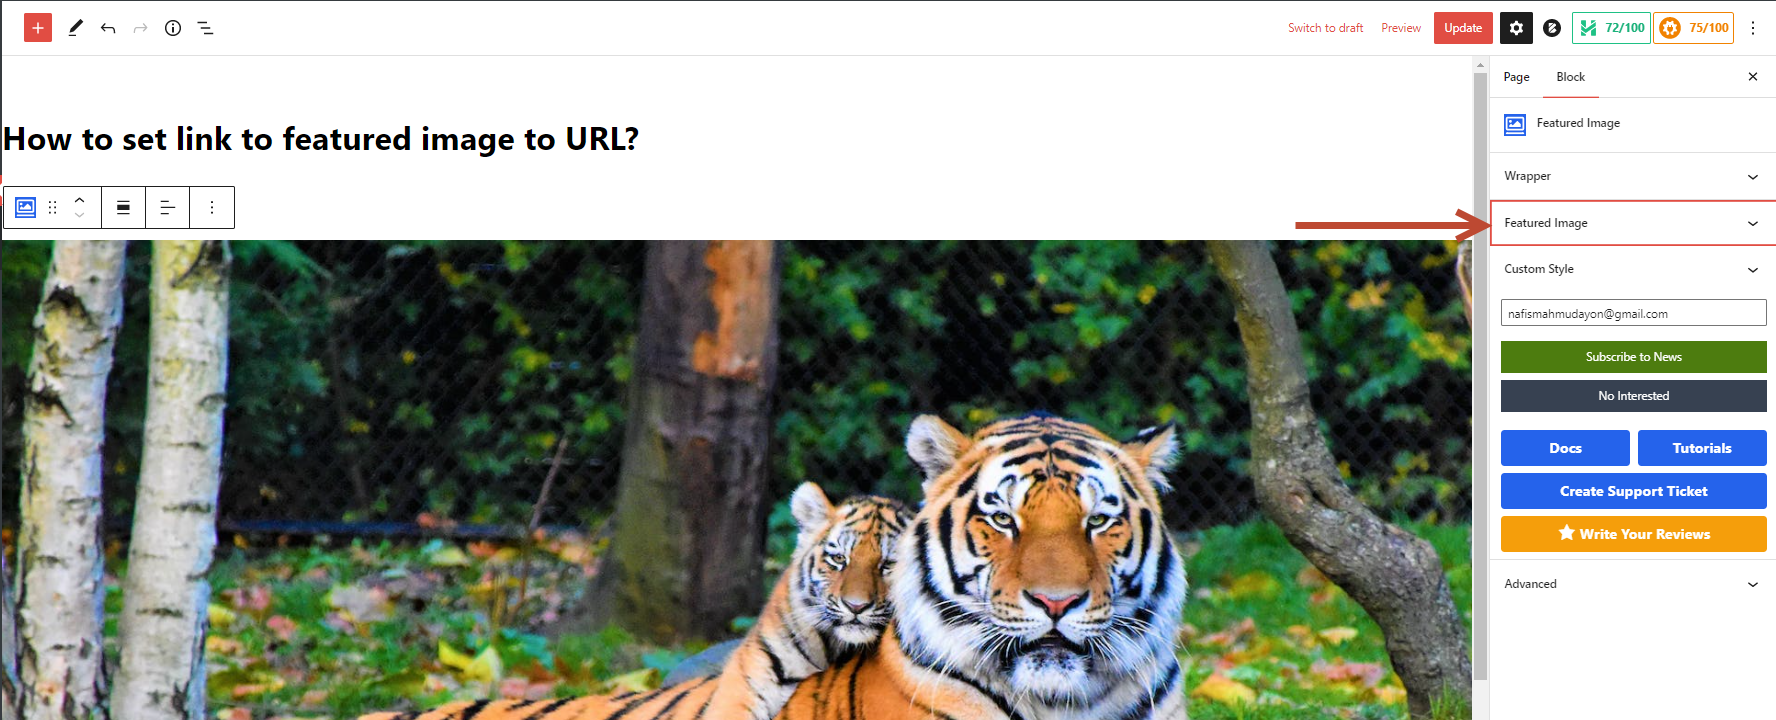 Switch to draft Preview Update 72/100 75/100
Page Block
How to set link to featured image to URL?
Featured Image
Wrapper
Featured Image
Custom Style
nafismahmudayon@gmail.com
Subscribe to News
No Interested
Docs Tutorials
Create Support Ticket
Write Your Reviews
Advanced